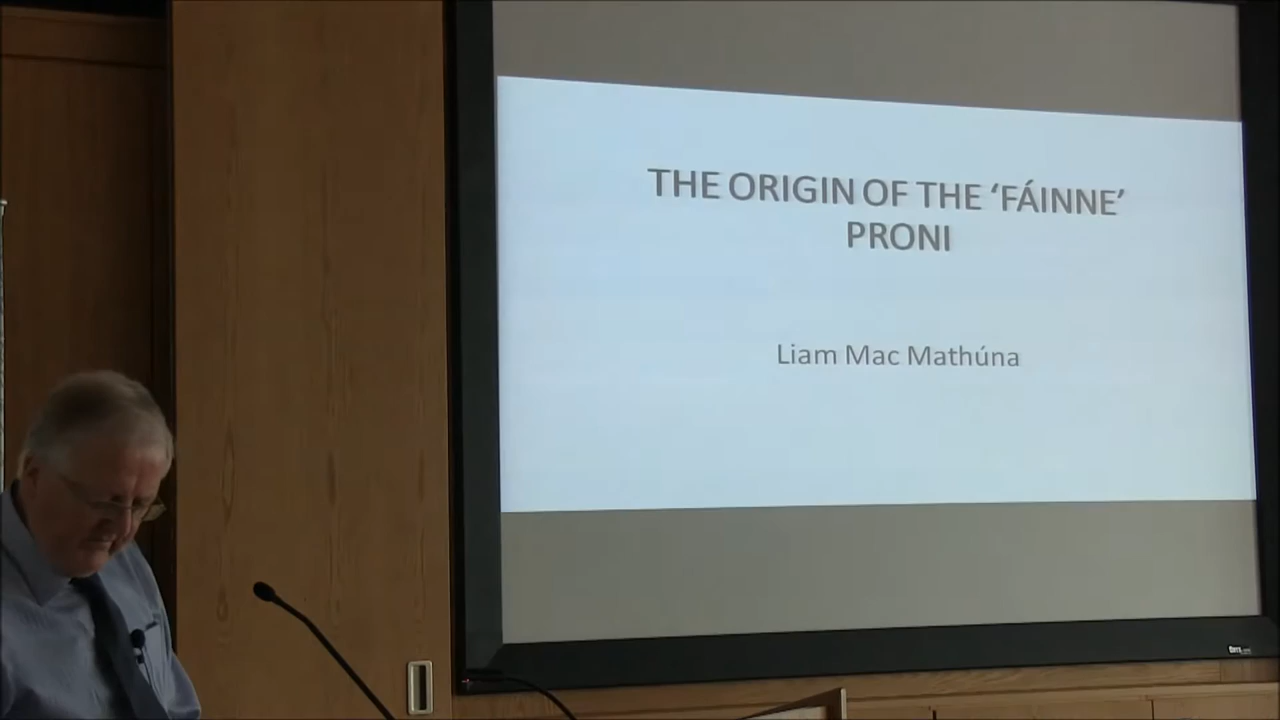 THE ORIGIN OF THE ‘FÁINNE’
PRONI
Liam Mac Mathúna